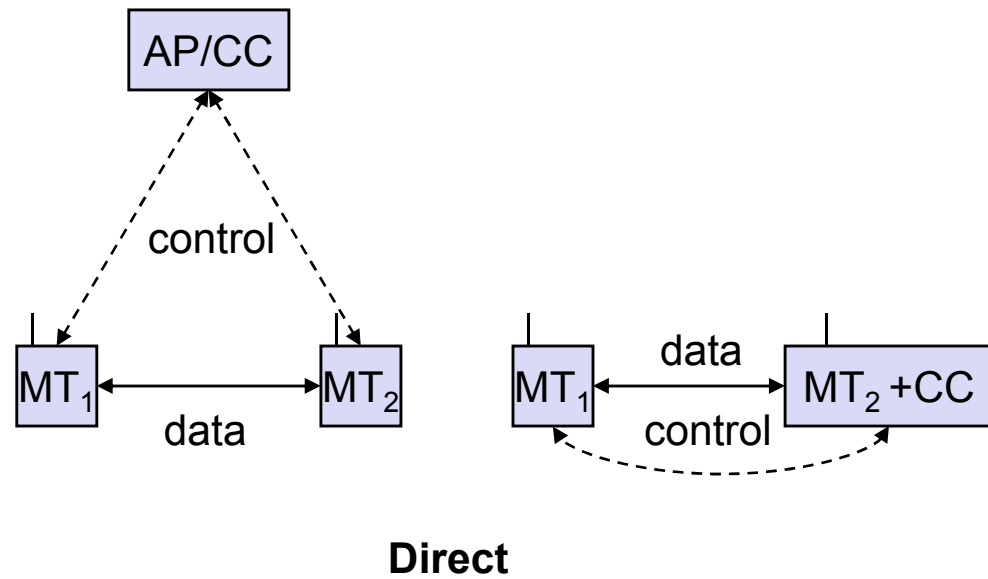 AP/CC
control
MT₁
data
MT₂
MT₁
data
control
MT₂ +CC
Direct